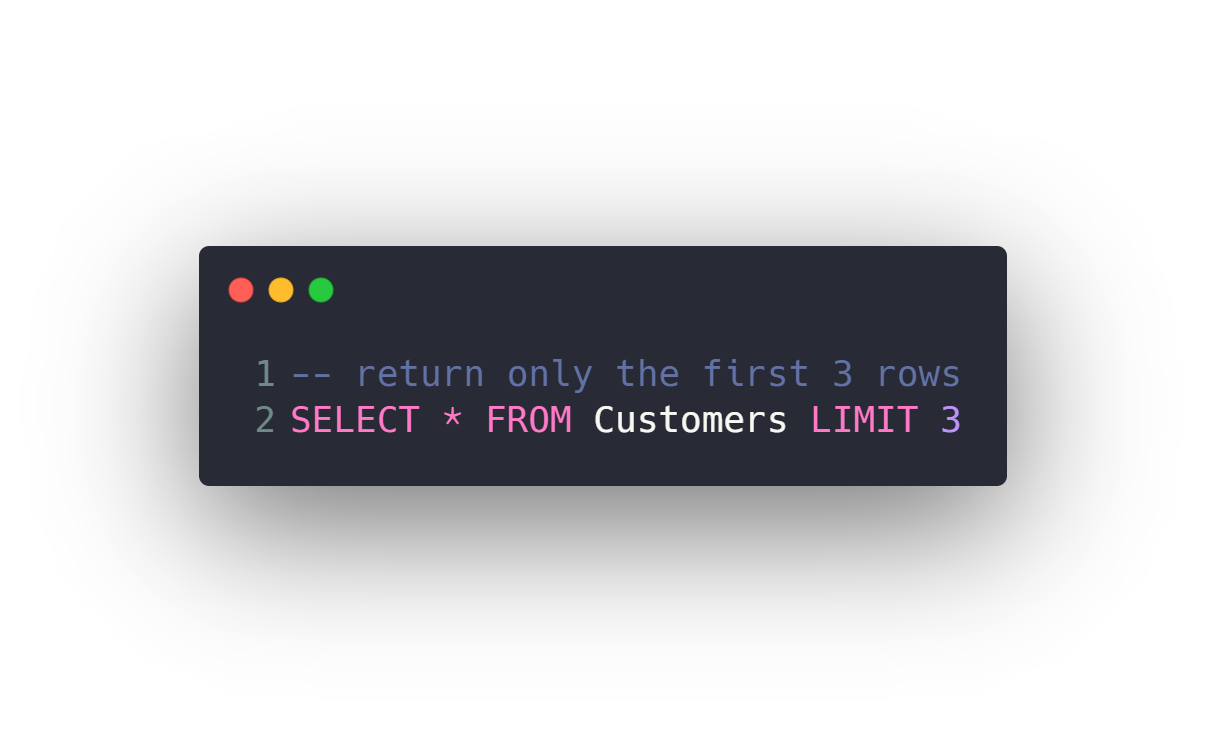 1 -- return only the first 3 rows
2 SELECT * FROM Customers LIMIT 3